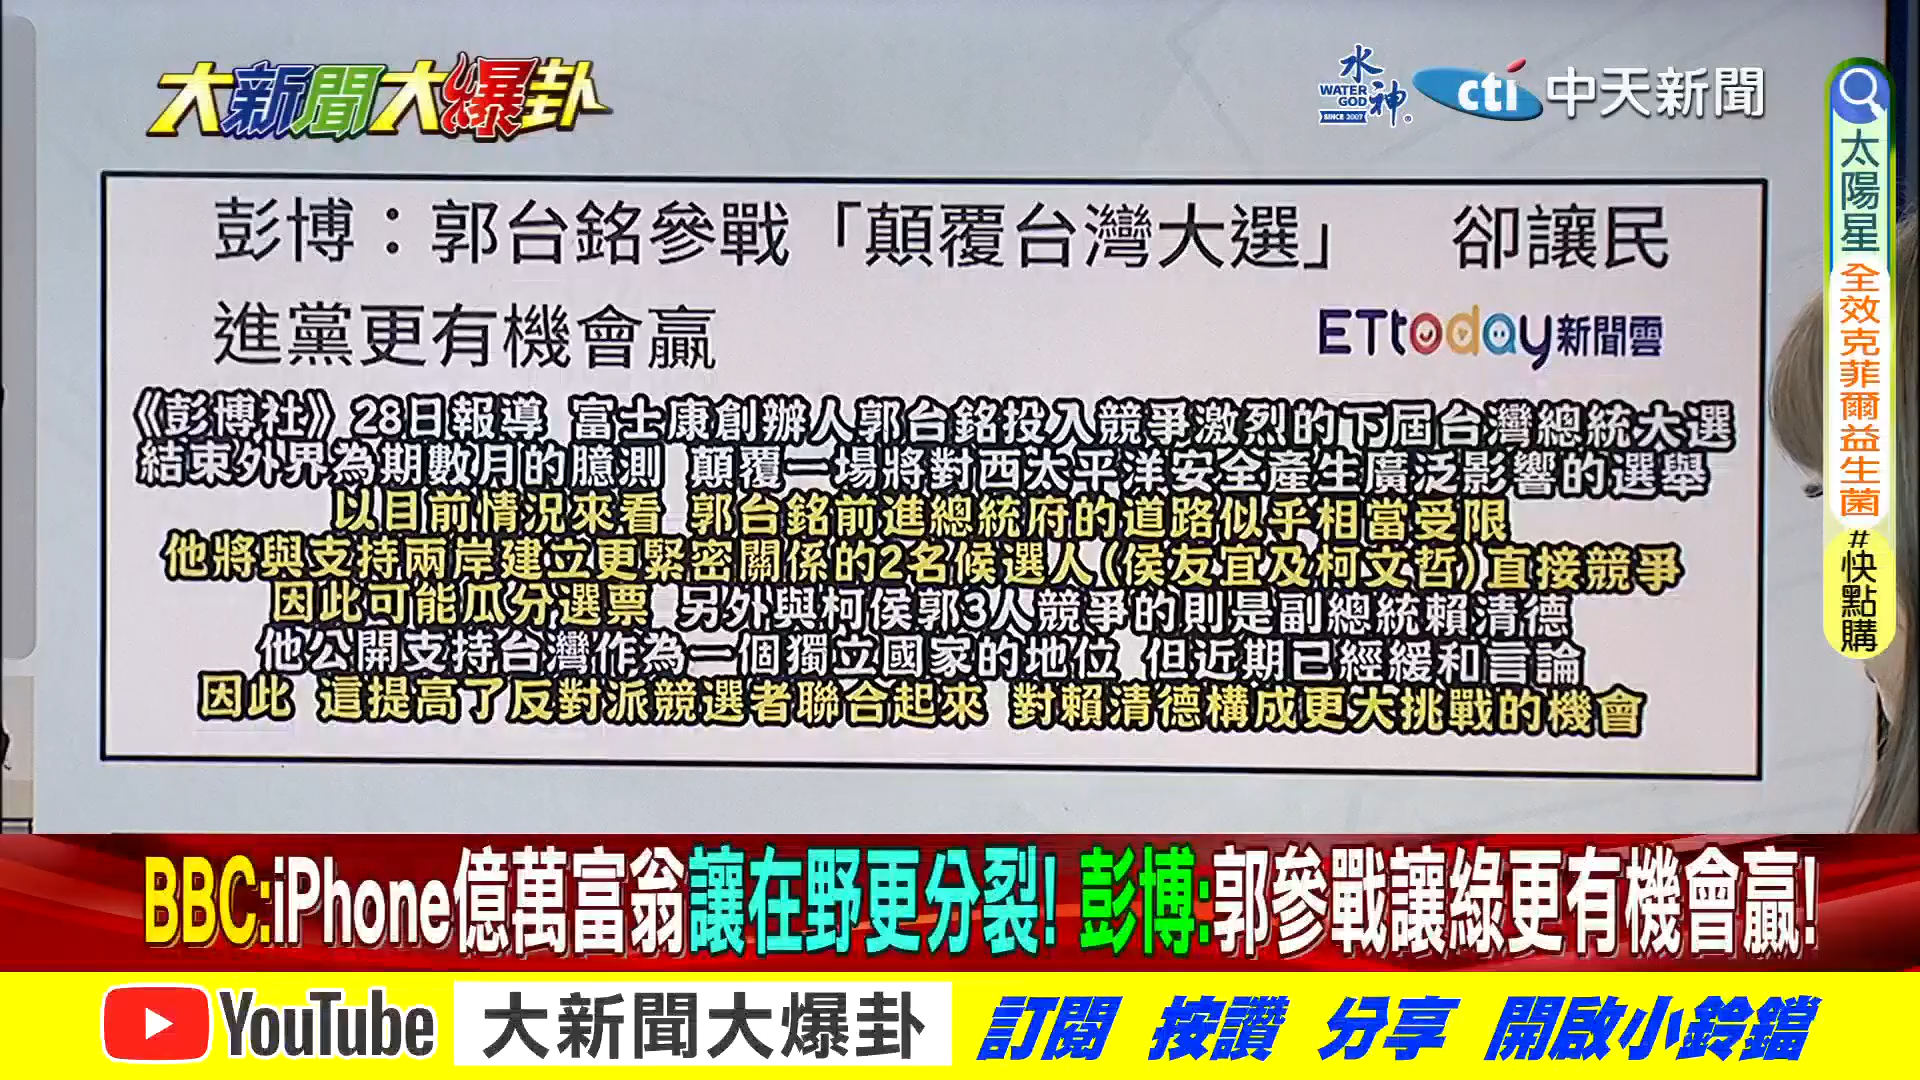 大新聞大爆卦
水神
WATER GOD
SINCE 2007
cti 中天新聞
太陽星
全效克菲爾益生菌
#快點購
彭博：郭台銘參戰「顛覆台灣大選」 卻讓民
進黨更有機會贏
ETtoday新聞雲
《彭博社》28日報導 富士康創辦人郭台銘投入競爭激烈的下屆台灣總統大選
結束外界為期數月的臆測 顛覆一場將對西太平洋安全產生廣泛影響的選舉
以目前情況來看 郭台銘前進總統府的道路似乎相當受限
他將與支持兩岸建立更緊密關係的2名候選人(侯友宜及柯文哲)直接競爭
因此可能瓜分選票 另外與柯侯郭3人競爭的則是副總統賴清德
他公開支持台灣作為一個獨立國家的地位 但近期已經緩和言論
因此 這提高了反對派競選者聯合起來 對賴清德構成更大挑戰的機會
BBC:iPhone億萬富翁讓在野更分裂! 彭博:郭參戰讓綠更有機會贏!
YouTube 大新聞大爆卦 訂閱 按讚 分享 開啟小鈴鐺